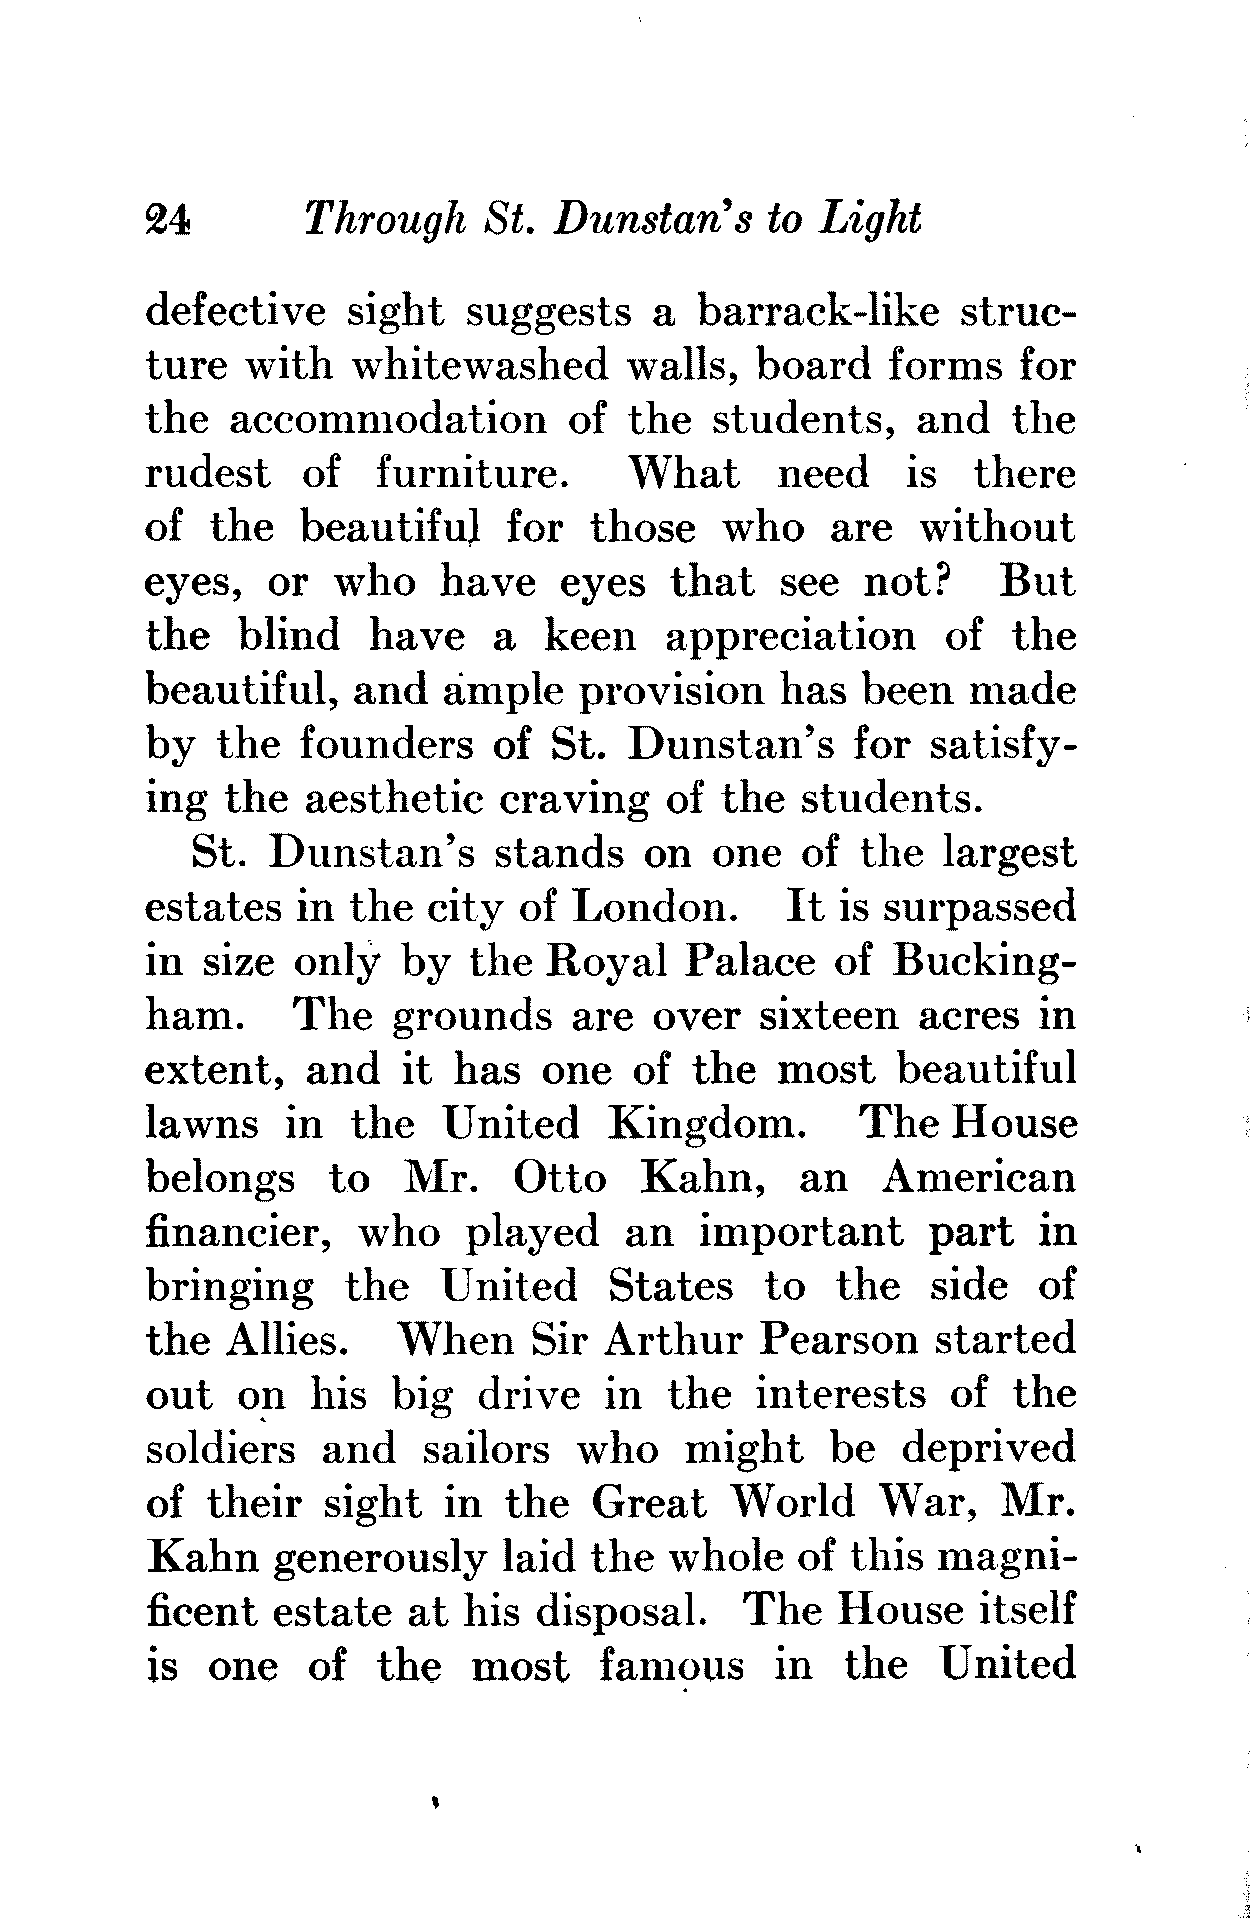 24 Through St. Dunstan's to Light
defective sight suggests a barrack-like struc-
ture with whitewashed walls, board forms for
the accommodation of the students, and the
rudest of furniture. What need is there
of the beautiful for those who are without
eyes, or who have eyes that see not? But
the blind have a keen appreciation of the
beautiful, and ample provision has been made
by the founders of St. Dunstan's for satisfy-
ing the aesthetic craving of the students.
St. Dunstan's stands on one of the largest
estates in the city of London. It is surpassed
in size only by the Royal Palace of Bucking-
ham. The grounds are over sixteen acres in
extent, and it has one of the most beautiful
lawns in the United Kingdom. The House
belongs to Mr. Otto Kahn, an American
financier, who played an important part in
bringing the United States to the side of
the Allies. When Sir Arthur Pearson started
out on his big drive in the interests of the
soldiers and sailors who might be deprived
of their sight in the Great World War, Mr.
Kahn generously laid the whole of this magni-
ficent estate at his disposal. The House itself
is one of the most famous in the United